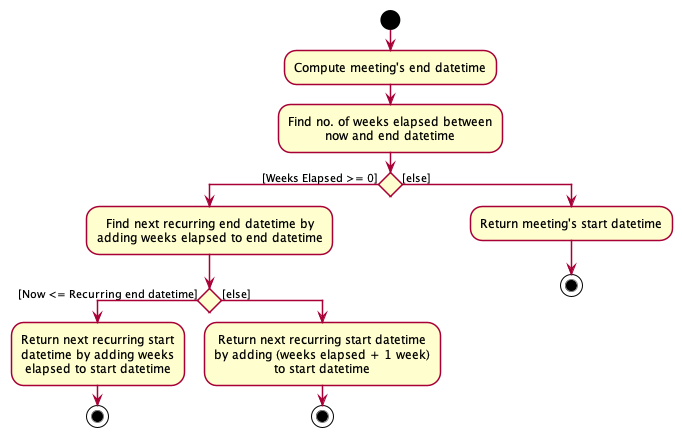 Compute meeting's end datetime
Find no. of weeks elapsed between
now and end datetime
[Weeks Elapsed >= 0]
[else]
Find next recurring end datetime by
adding weeks elapsed to end datetime
Return meeting's start datetime
[Now <= Recurring end datetime]
[else]
Return next recurring start
datetime by adding weeks
elapsed to start datetime
Return next recurring start datetime
by adding (weeks elapsed + 1 week)
to start datetime